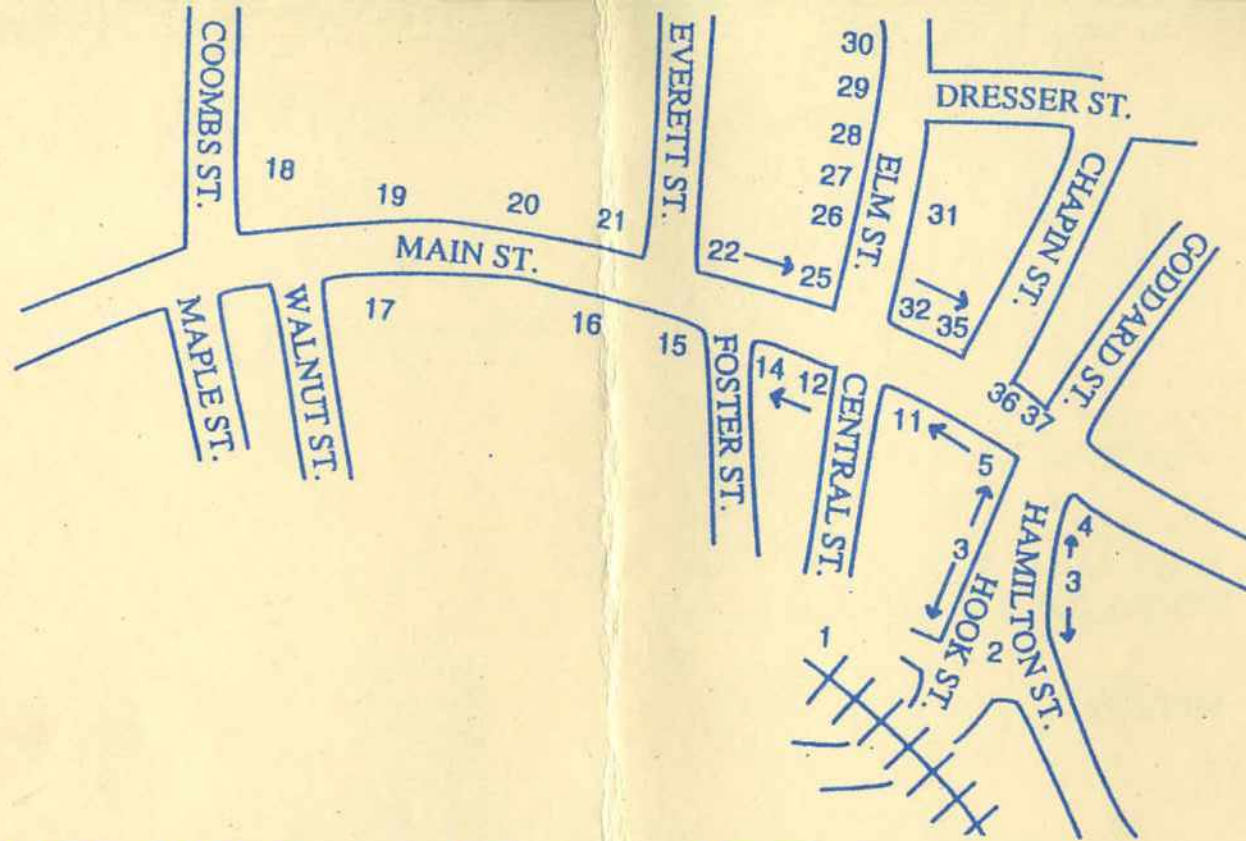 COOMBS ST.
EVERETT ST.
30
29
DRESSER ST.
28
27
ELM ST.
CHAPIN ST.
18
19
20
21
26
31
GODDARD ST.
MAIN ST.
22
25
MAPLE ST.
WALNUT ST.
17
16
15
32
35
FOSTER ST.
14
12
CENTRAL ST.
36
37
11
5
HAMILTON ST.
4
3
3
HOOK ST.
1
2